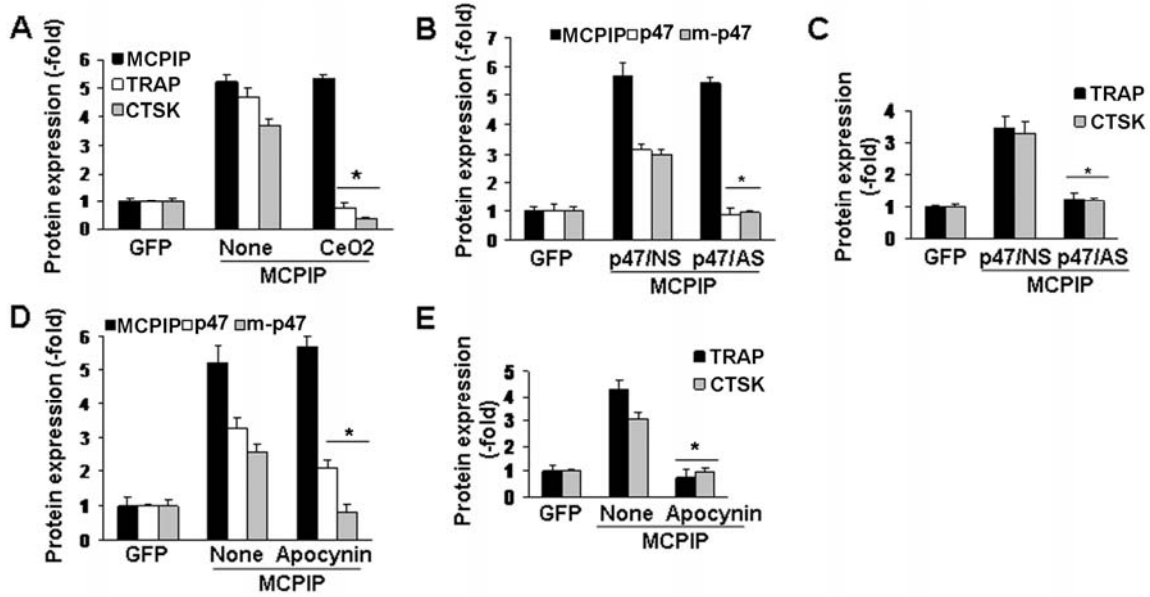 A
Protein expression (-fold)
6
5
4
3
2
1
0
MCPIP
TRAP
CTSK
*
GFP None CeO2
MCPIP
B
Protein expression (-fold)
7
6
5
4
3
2
1
0
MCPIP p47 m-p47
*
GFP p47/NS p47/AS
MCPIP
C
Protein expression
(-fold)
4
3
2
1
0
TRAP
CTSK
*
GFP p47/NS p47/AS
MCPIP
D
Protein expression (-fold)
6
5
4
3
2
1
0
MCPIP p47 m-p47
*
GFP None Apocynin
MCPIP
E
Protein expression
(-fold)
5
4
3
2
1
0
TRAP
CTSK
*
GFP None Apocynin
MCPIP